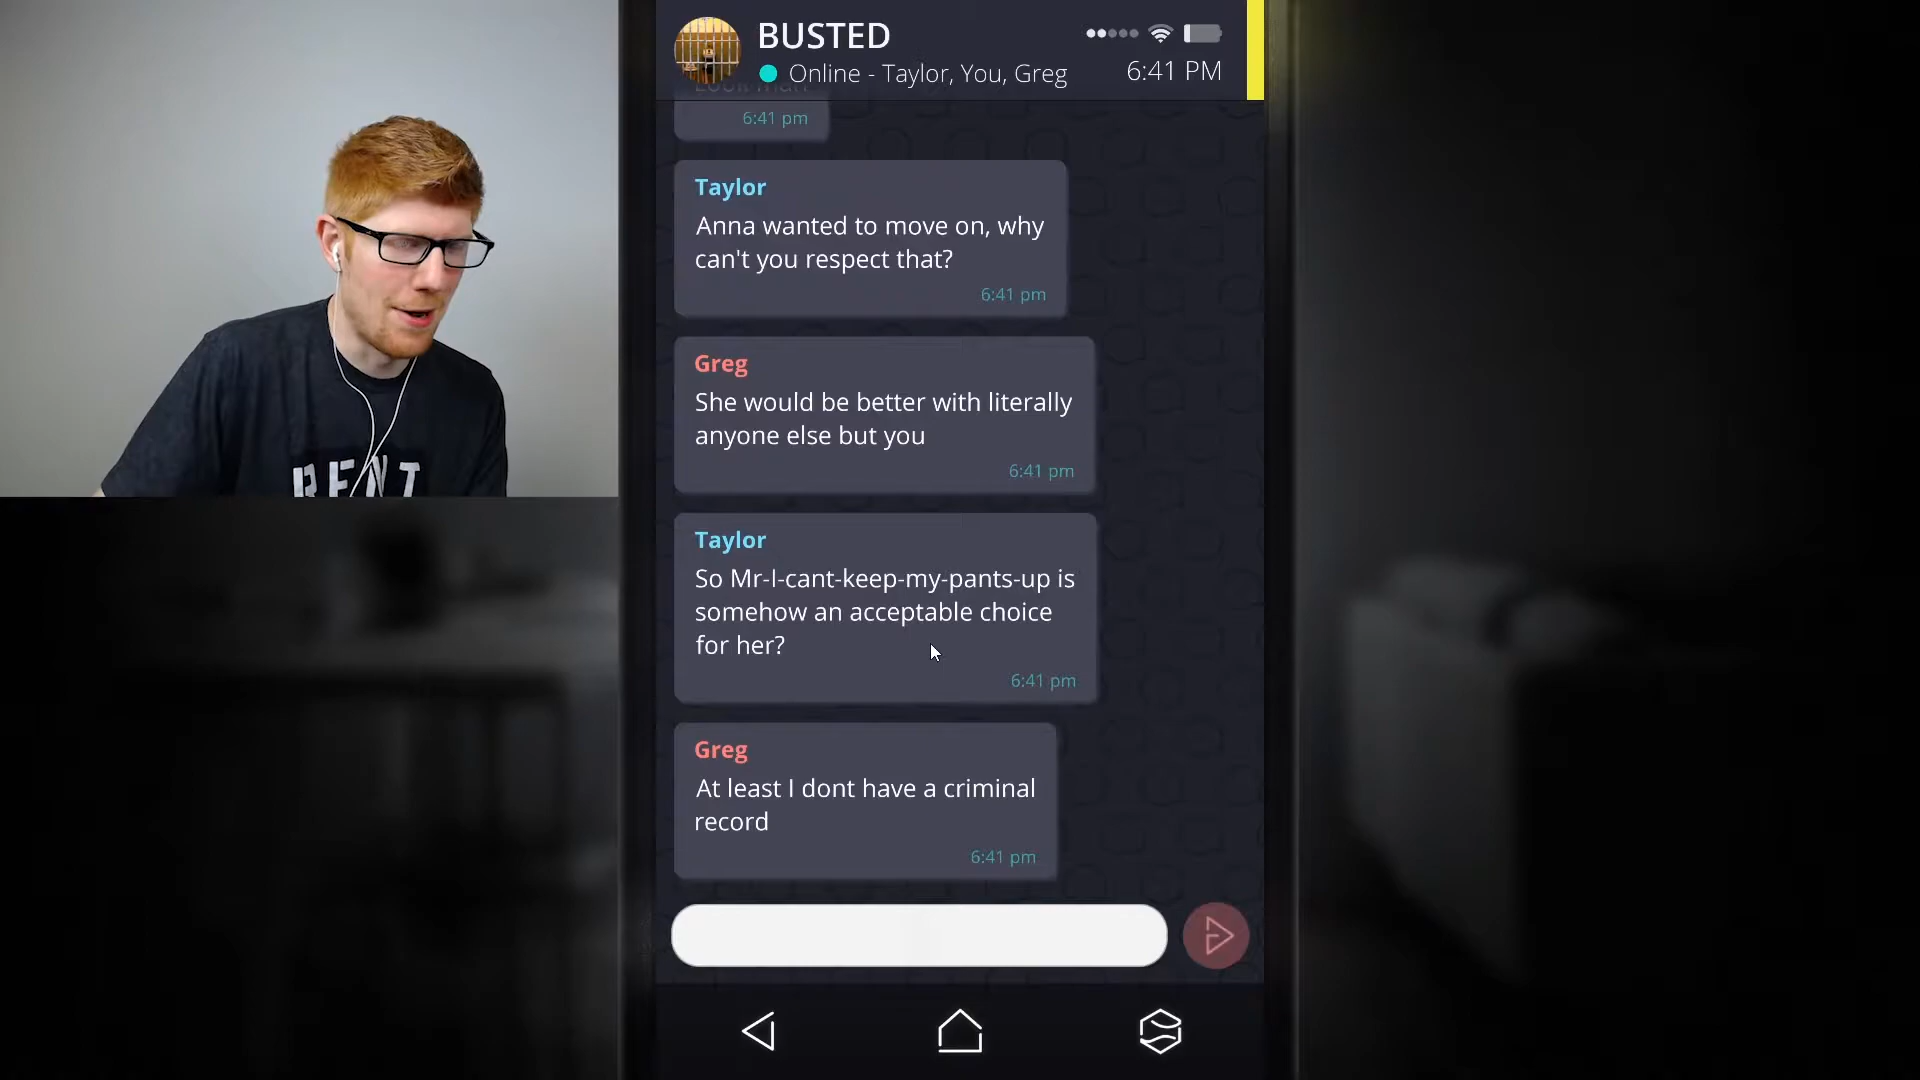 BUSTED
Online - Taylor, You, Greg
6:41 PM
6:41 pm
Taylor
Anna wanted to move on, why
can't you respect that?
6:41 pm
Greg
She would be better with literally
anyone else but you
6:41 pm
Taylor
So Mr-I-cant-keep-my-pants-up is
somehow an acceptable choice
for her?
6:41 pm
Greg
At least I dont have a criminal
record
6:41 pm
RENT